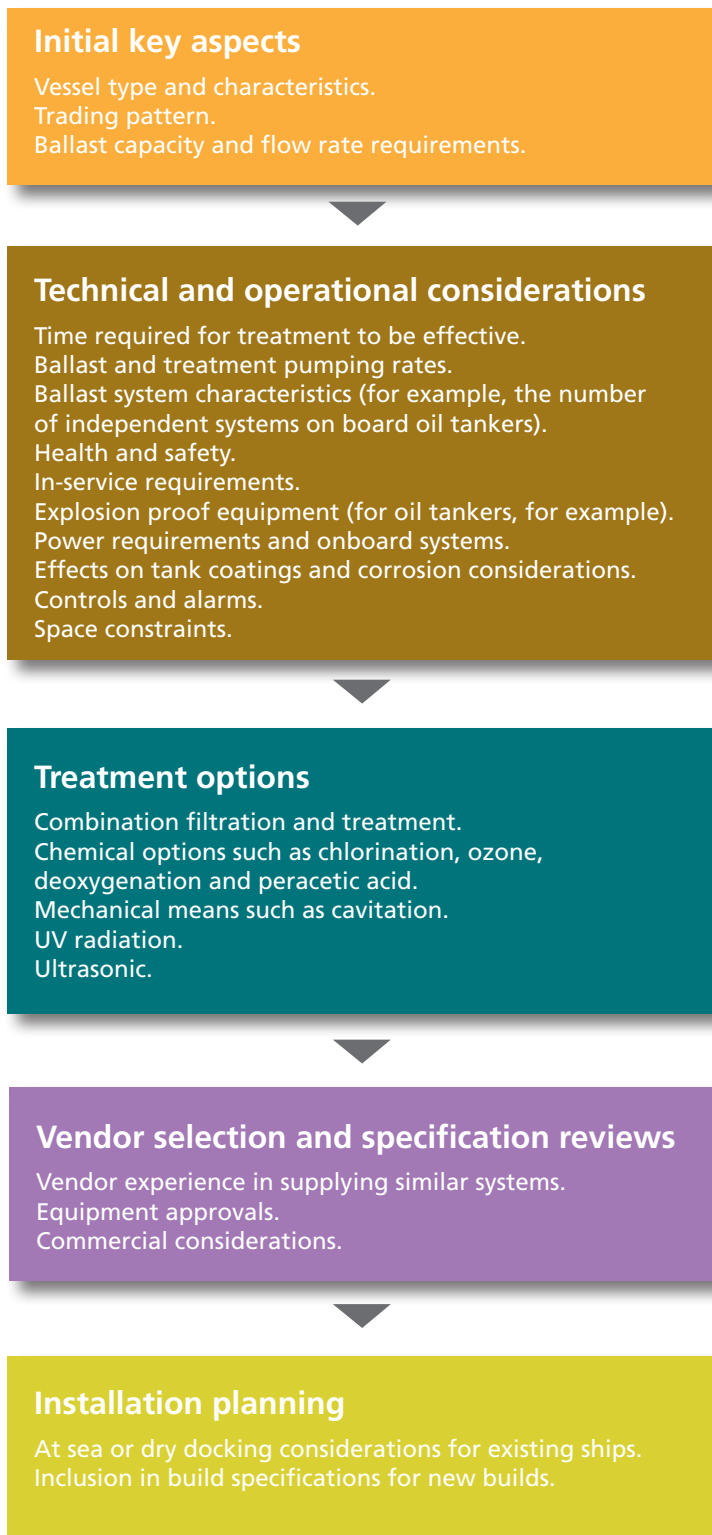 Initial key aspects
Vessel type and characteristics.
Trading pattern.
Ballast capacity and flow rate requirements.
Technical and operational considerations
Time required for treatment to be effective.
Ballast and treatment pumping rates.
Ballast system characteristics (for example, the number
of independent systems on board oil tankers).
Health and safety.
In-service requirements.
Explosion proof equipment (for oil tankers, for example).
Power requirements and onboard systems.
Effects on tank coatings and corrosion considerations.
Controls and alarms.
Space constraints.
Treatment options
Combination filtration and treatment.
Chemical options such as chlorination, ozone,
deoxygenation and peracetic acid.
Mechanical means such as cavitation.
UV radiation.
Ultrasonic.
Vendor selection and specification reviews
Vendor experience in supplying similar systems.
Equipment approvals.
Commercial considerations.
Installation planning
At sea or dry docking considerations for existing ships.
Inclusion in build specifications for new builds.